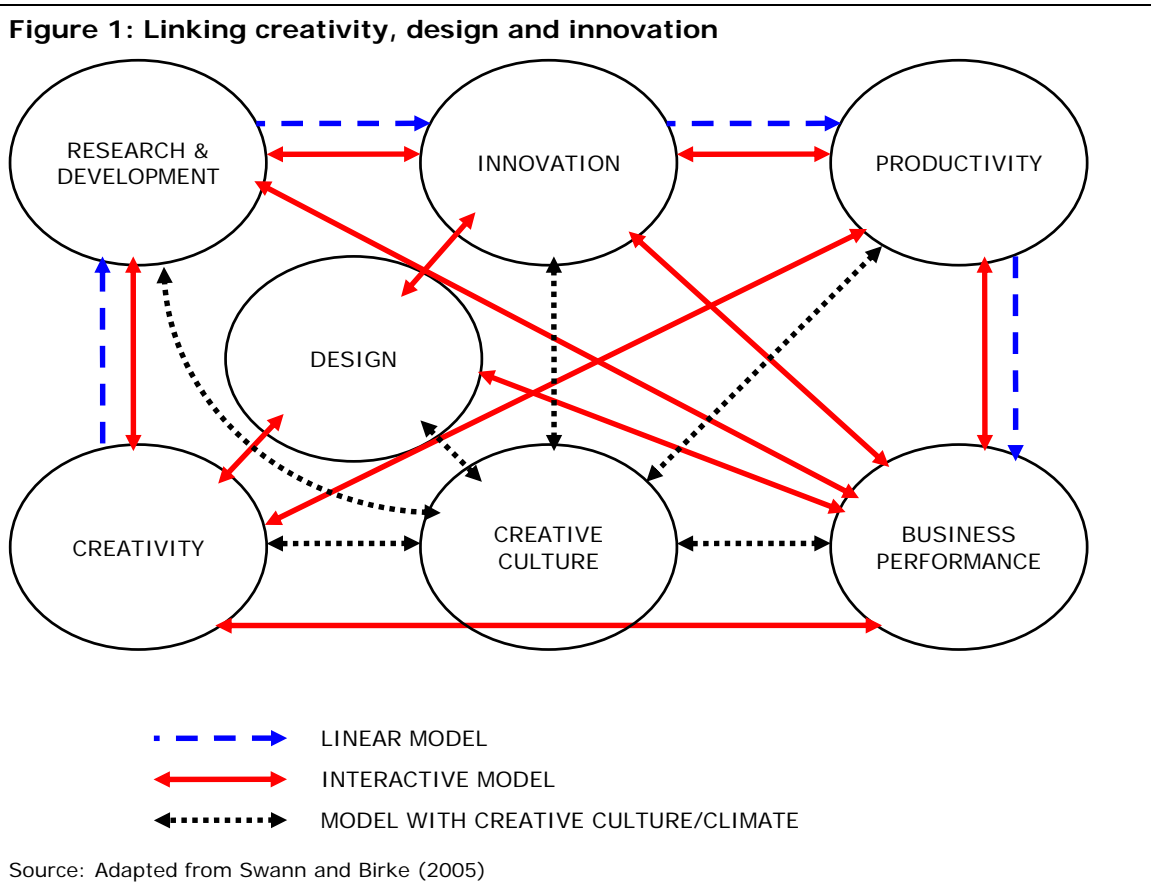 Figure 1: Linking creativity, design and innovation
RESEARCH &
DEVELOPMENT
INNOVATION
PRODUCTIVITY
DESIGN
CREATIVITY
CREATIVE
CULTURE
BUSINESS
PERFORMANCE
LINEAR MODEL
INTERACTIVE MODEL
MODEL WITH CREATIVE CULTURE/CLIMATE
Source: Adapted from Swann and Birke (2005)